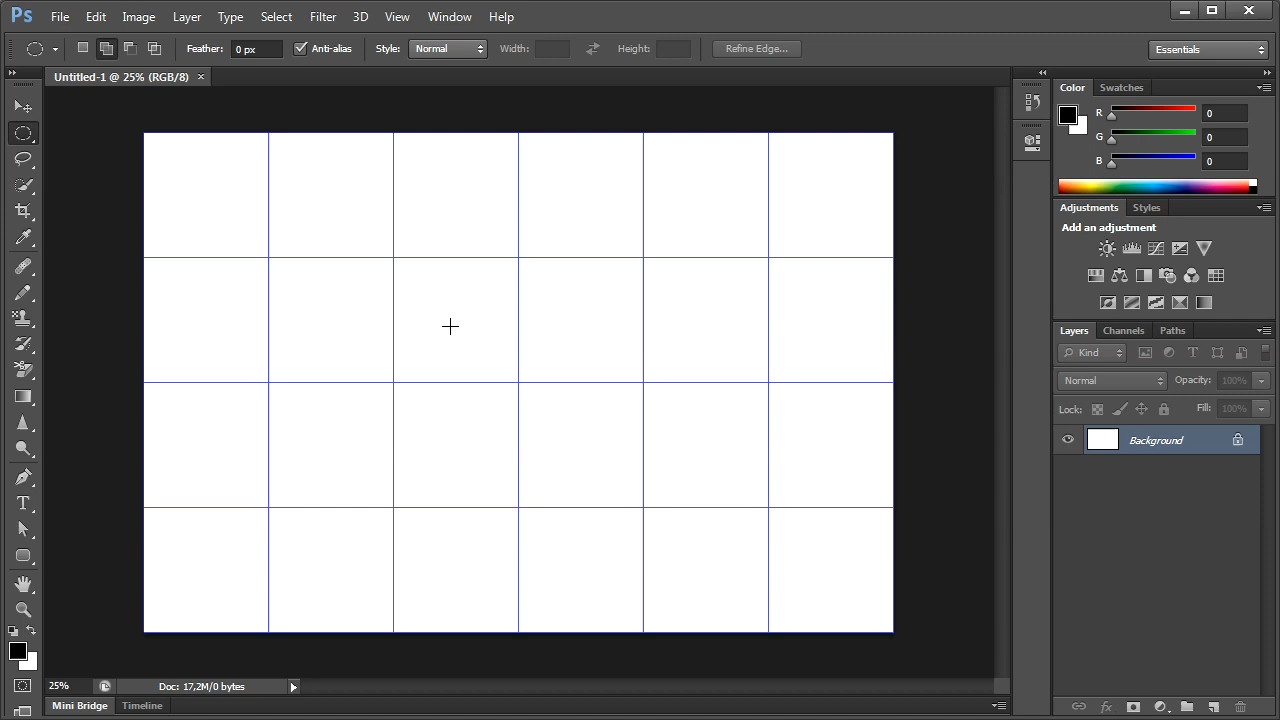 Ps File Edit Image Layer Type Select Filter 3D View Window Help
Feather: 0 px Anti-alias Style: Normal Width: Height: Refine Edge... Essentials
Untitled-1 @ 25% (RGB/8) ×
Color Swatches
R 0
G 0
B 0
Adjustments Styles
Add an adjustment
Layers Channels Paths
Kind
Normal Opacity: 100%
Lock: Fill: 100%
Background
T
fx
25% Doc: 17,2M/0 bytes
Mini Bridge Timeline